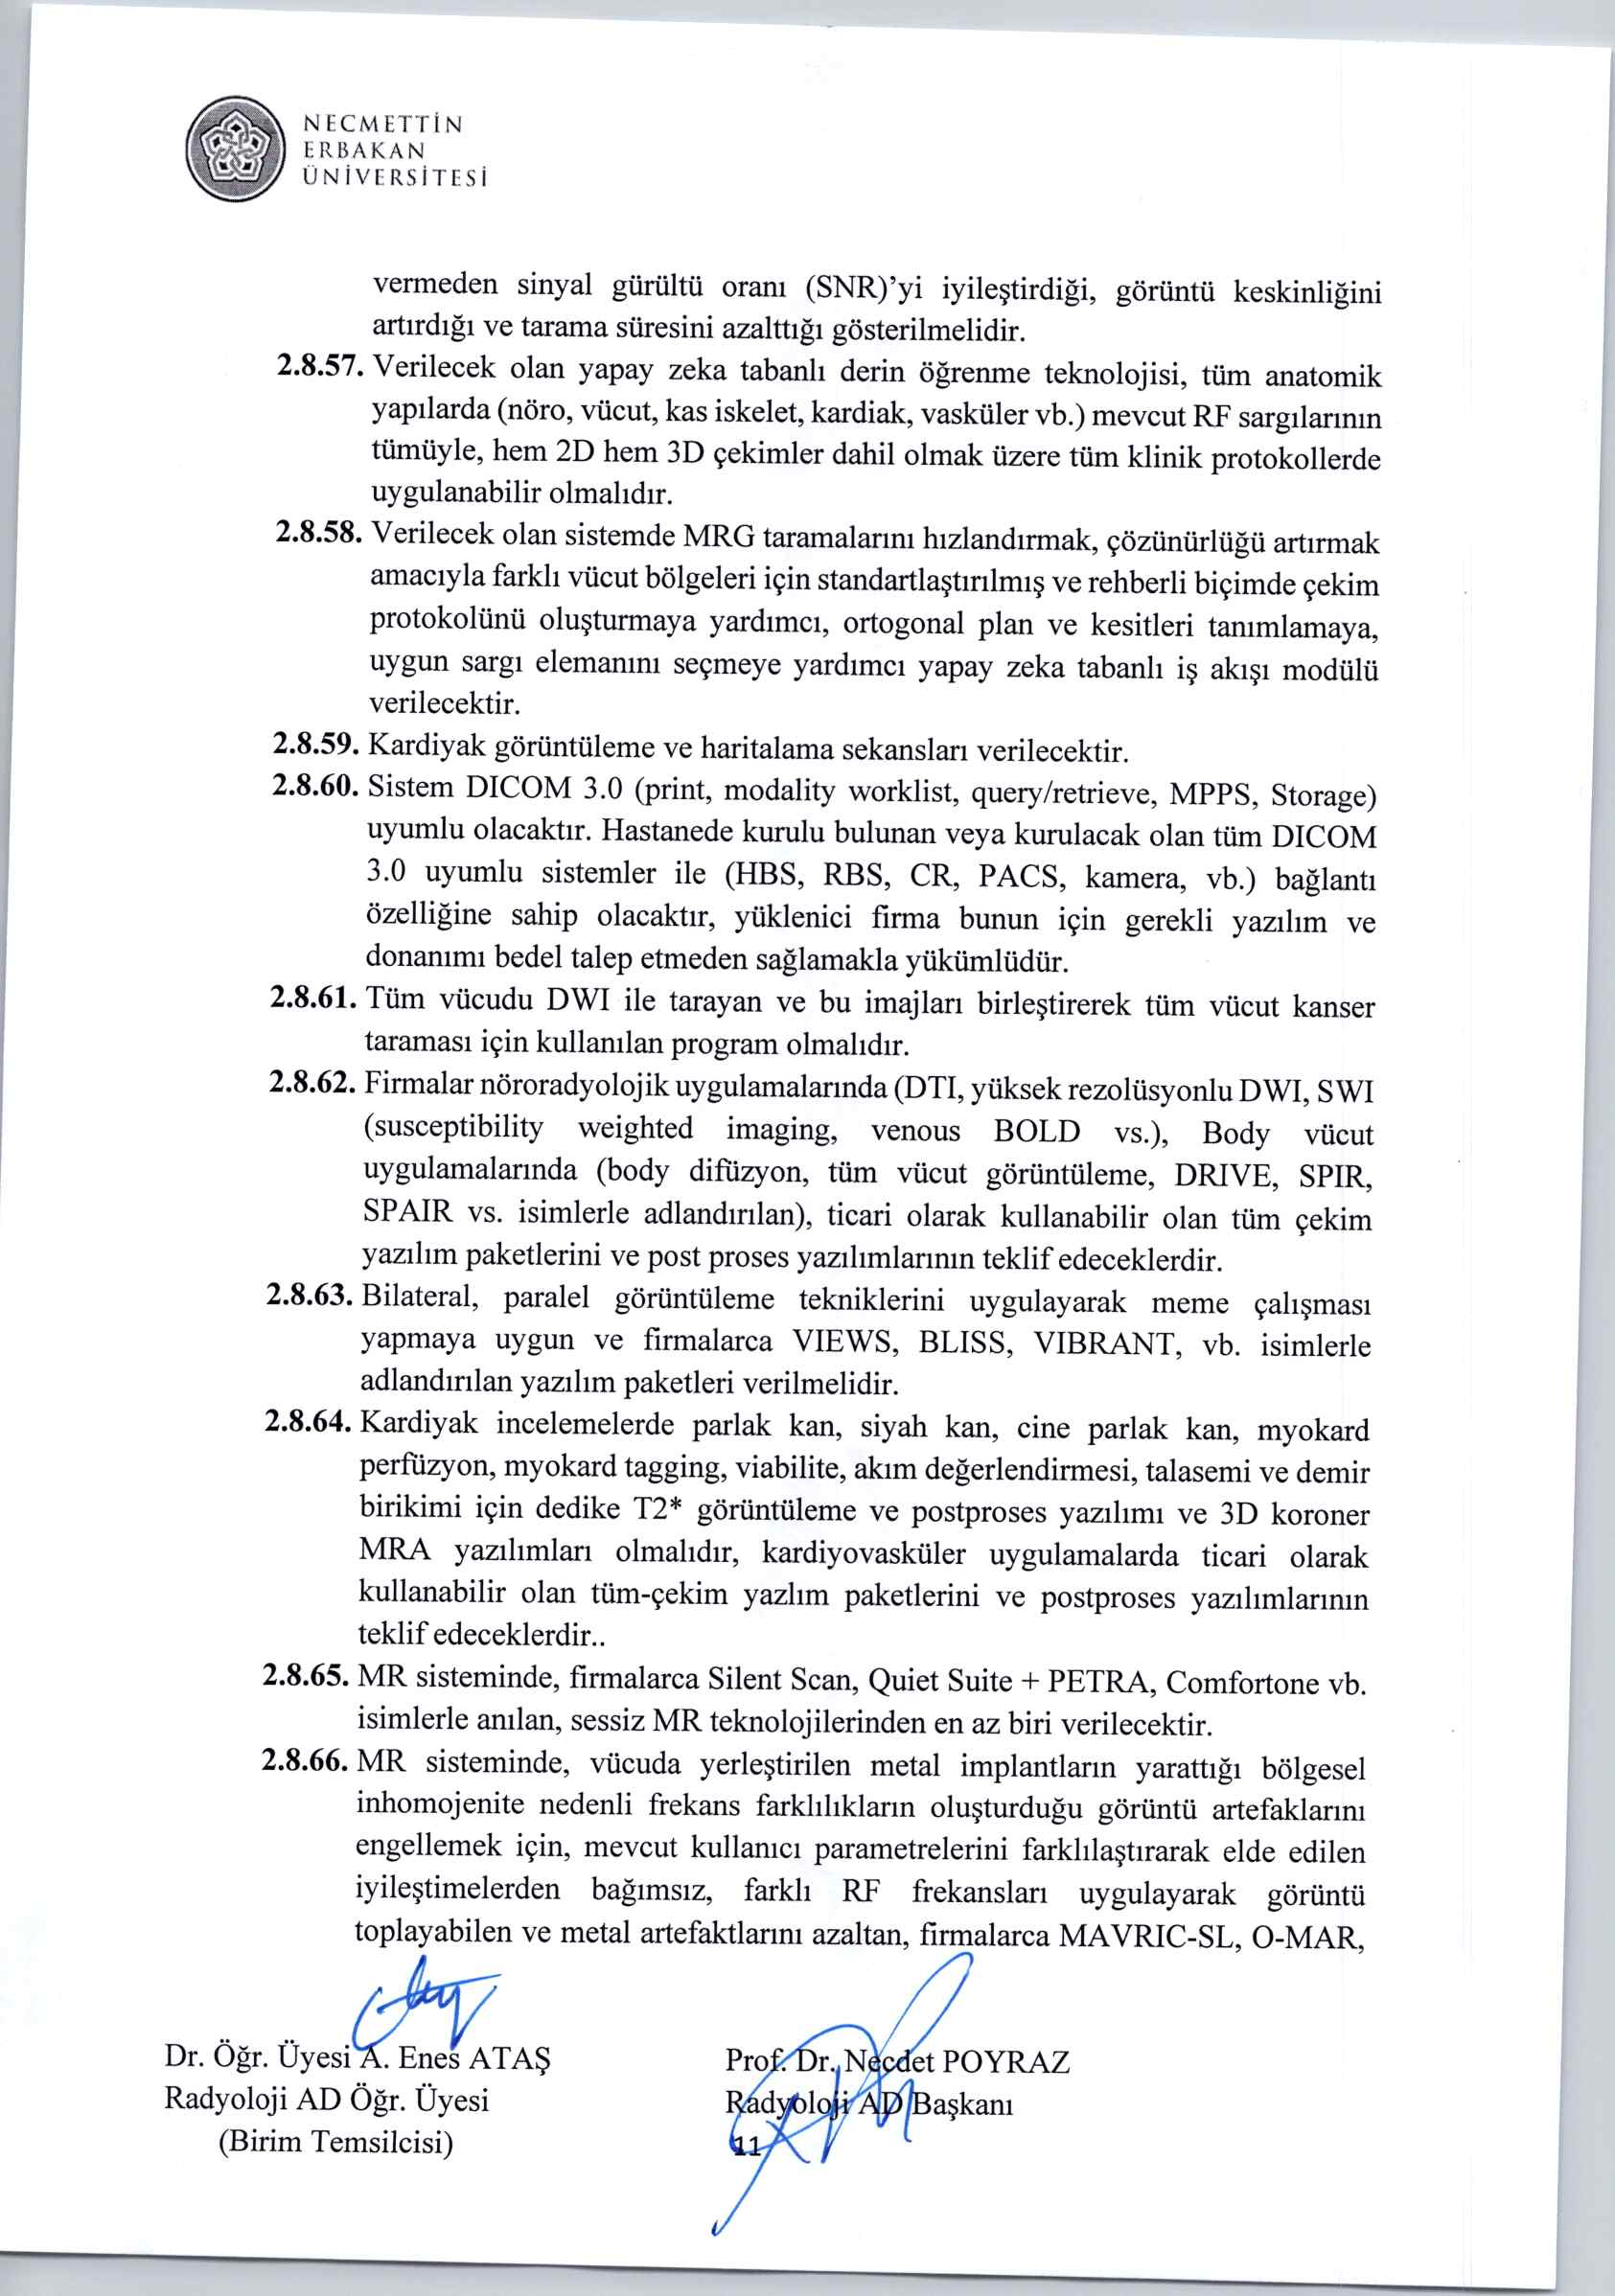 NECMETTİN
ERBAKAN
ÜNİVERSİTESİ
vermeden sinyal gürültü oranı (SNR)'yi iyileştirdiği, görüntü keskinliğini
artırdığı ve tarama süresini azalttığı gösterilmelidir.
2.8.57. Verilecek olan yapay zeka tabanlı derin öğrenme teknolojisi, tüm anatomik
yapılarda (nöro, vücut, kas iskelet, kardiak, vasküler vb.) mevcut RF sargılarının
tümüyle, hem 2D hem 3D çekimler dahil olmak üzere tüm klinik protokollerde
uygulanabilir olmalıdır.
2.8.58. Verilecek olan sistemde MRG taramalarını hızlandırmak, çözünürlüğü artırmak
amacıyla farklı vücut bölgeleri için standartlaştırılmış ve rehberli biçimde çekim
protokolünü oluşturmaya yardımcı, ortogonal plan ve kesitleri tanımlamaya,
uygun sargı elemanını seçmeye yardımcı yapay zeka tabanlı iş akışı modülü
verilecektir.
2.8.59. Kardiyak görüntüleme ve haritalama sekansları verilecektir.
2.8.60. Sistem DICOM 3.0 (print, modality worklist, query/retrieve, MPPS, Storage)
uyumlu olacaktır. Hastanede kurulu bulunan veya kurulacak olan tüm DICOM
3.0 uyumlu sistemler ile (HBS, RBS, CR, PACS, kamera, vb.) bağlantı
özelliğine sahip olacaktır, yüklenici firma bunun için gerekli yazılım ve
donanımı bedel talep etmeden sağlamakla yükümlüdür.
2.8.61. Tüm vücudu DWI ile tarayan ve bu imajları birleştirerek tüm vücut kanser
taraması için kullanılan program olmalıdır.
2.8.62. Firmalar nöroradyolojik uygulamalarında (DTI, yüksek rezolüsyonlu DWI, SWI
(susceptibility weighted imaging, venous BOLD vs.), Body vücut
uygulamalarında (body difüzyon, tüm vücut görüntüleme, DRIVE, SPIR,
SPAIR vs. isimlerle adlandırılan), ticari olarak kullanabilir olan tüm çekim
yazılım paketlerini ve post proses yazılımlarının teklif edeceklerdir.
2.8.63. Bilateral, paralel görüntüleme tekniklerini uygulayarak meme çalışması
yapmaya uygun ve firmalarca VIEWS, BLISS, VIBRANT, vb. isimlerle
adlandırılan yazılım paketleri verilmelidir.
2.8.64. Kardiyak incelemelerde parlak kan, siyah kan, cine parlak kan, myokard
perfüzyon, myokard tagging, viabilite, akım değerlendirmesi, talasemi ve demir
birikimi için dedike T2* görüntüleme ve postproses yazılımı ve 3D koroner
MRA yazılımları olmalıdır, kardiyovasküler uygulamalarda ticari olarak
kullanabilir olan tüm-çekim yazlım paketlerini ve postproses yazılımlarının
teklif edeceklerdir..
2.8.65. MR sisteminde, firmalarca Silent Scan, Quiet Suite + PETRA, Comfortone vb.
isimlerle anılan, sessiz MR teknolojilerinden en az biri verilecektir.
2.8.66. MR sisteminde, vücuda yerleştirilen metal implantların yarattığı bölgesel
inhomojenite nedenli frekans farklılıkların oluşturduğu görüntü artefaklarını
engellemek için, mevcut kullanıcı parametrelerini farklılaştırarak elde edilen
iyileştimelerden bağımsız, farklı RF frekansları uygulayarak görüntü
toplayabilen ve metal artefaktlarını azaltan, firmalarca MAVRIC-SL, O-MAR,
Dr. Öğr. Üyesi A. Enes ATAŞ
Radyoloji AD Öğr. Üyesi
(Birim Temsilcisi)
Prof. Dr. Necdet POYRAZ
Radyoloji AD Başkanı
11